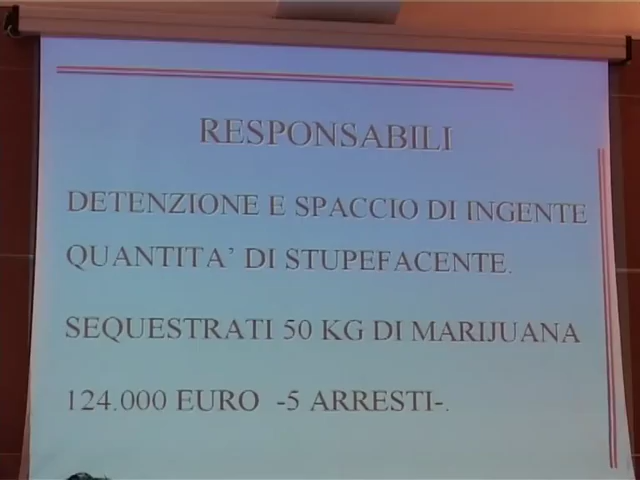 RESPONSABILI
DETENZIONE E SPACCIO DI INGENTE
QUANTITA' DI STUPEFACENTE.
SEQUESTRATI 50 KG DI MARIJUANA
124.000 EURO -5 ARRESTI-.